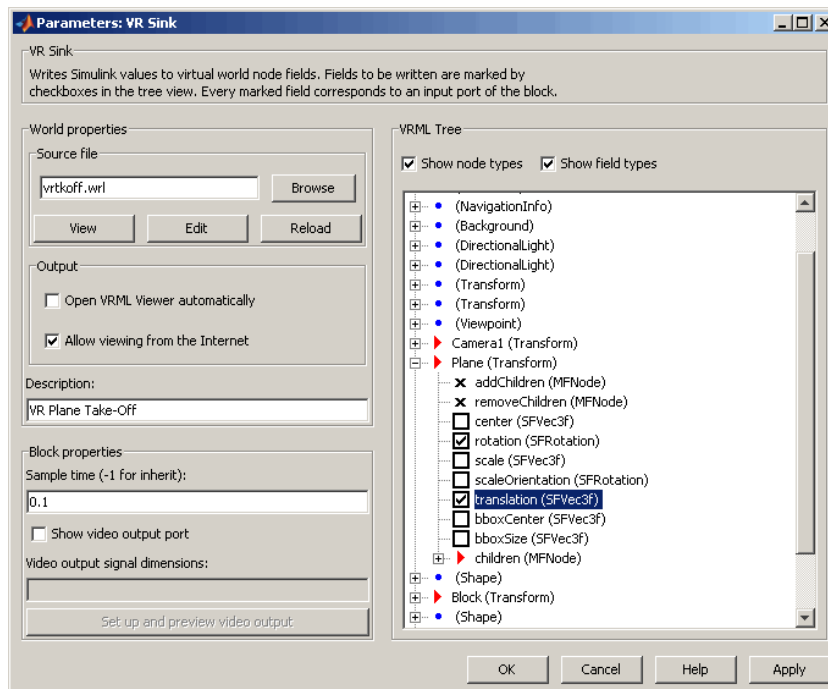 Parameters: VR Sink
VR Sink
Writes Simulink values to virtual world node fields. Fields to be written are marked by
checkboxes in the tree view. Every marked field corresponds to an input port of the block.
World properties
Source file
vrtkoff.wrl
Browse
View
Edit
Reload
Output
Open VRML Viewer automatically
Allow viewing from the Internet
Description:
VR Plane Take-Off
Block properties
Sample time (-1 for inherit):
0.1
Show video output port
Video output signal dimensions:
Set up and preview video output
VRML Tree
Show node types
Show field types
(NavigationInfo)
(Background)
(DirectionalLight)
(DirectionalLight)
(Transform)
(Transform)
(Viewpoint)
Camera1 (Transform)
Plane (Transform)
addChildren (MFNode)
removeChildren (MFNode)
center (SFVec3f)
rotation (SFRotation)
scale (SFVec3f)
scaleOrientation (SFRotation)
translation (SFVec3f)
bboxCenter (SFVec3f)
bboxSize (SFVec3f)
children (MFNode)
(Shape)
Block (Transform)
(Shape)
OK
Cancel
Help
Apply